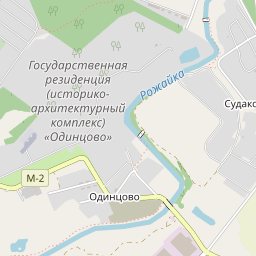 Государственная
резиденция
(историко-
архитектурный
комплекс)
«Одинцово»
Рожайка
Судако
М-2
Одинцово